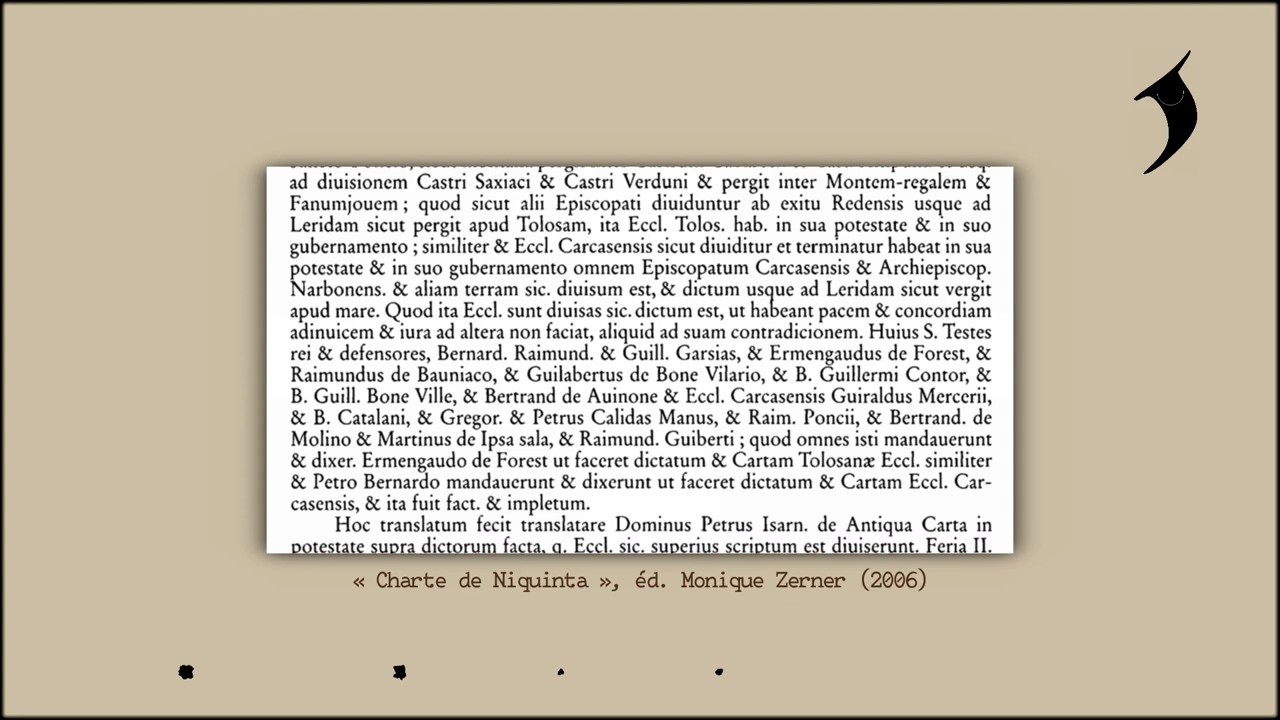 ad diuisionem Castri Saxiaci & Castri Verduni & pergit inter Montem-regalem &
Fanumjouem ; quod sicut alii Episcopati diuiduntur ab exitu Redensis usque ad
Leridam sicut pergit apud Tolosam, ita Eccl. Tolos. hab. in sua potestate & in suo
gubernamento ; similiter & Eccl. Carcasensis sicut diuiditur et terminatur habeat in sua
potestate & in suo gubernamento omnem Episcopatum Carcasensis & Archiepiscop.
Narbonens. & aliam terram sic. diuisum est, & dictum usque ad Leridam sicut vergit
apud mare. Quod ita Eccl. sunt diuisas sic. dictum est, ut habeant pacem & concordiam
adinuicem & iura ad altera non faciat, aliquid ad suam contradicionem. Huius S. Testes
rei & defensores, Bernard. Raimund. & Guill. Garsias, & Ermengaudus de Forest, &
Raimundus de Bauniaco, & Guilabertus de Bone Vilario, & B. Guillermi Contor, &
B. Guill. Bone Ville, & Bertrand de Auinone & Eccl. Carcasensis Guiraldus Mercerii,
& B. Catalani, & Gregor. & Petrus Calidas Manus, & Raim. Poncii, & Bertrand. de
Molino & Martinus de Ipsa sala, & Raimund. Guiberti ; quod omnes isti mandauerunt
& dixer. Ermengaudo de Forest ut faceret dictatum & Cartam Tolosanæ Eccl. similiter
& Petro Bernardo mandauerunt & dixerunt ut faceret dictatum & Cartam Eccl. Car-
casensis, & ita fuit fact. & impletum.
Hoc translatum fecit translatare Dominus Petrus Isarn. de Antiqua Carta in
potestate supra dictorum facta, q. Eccl. sic. superius scriptum est diuiserunt. Feria II.
« Charte de Niquinta », éd. Monique Zerner (2006)